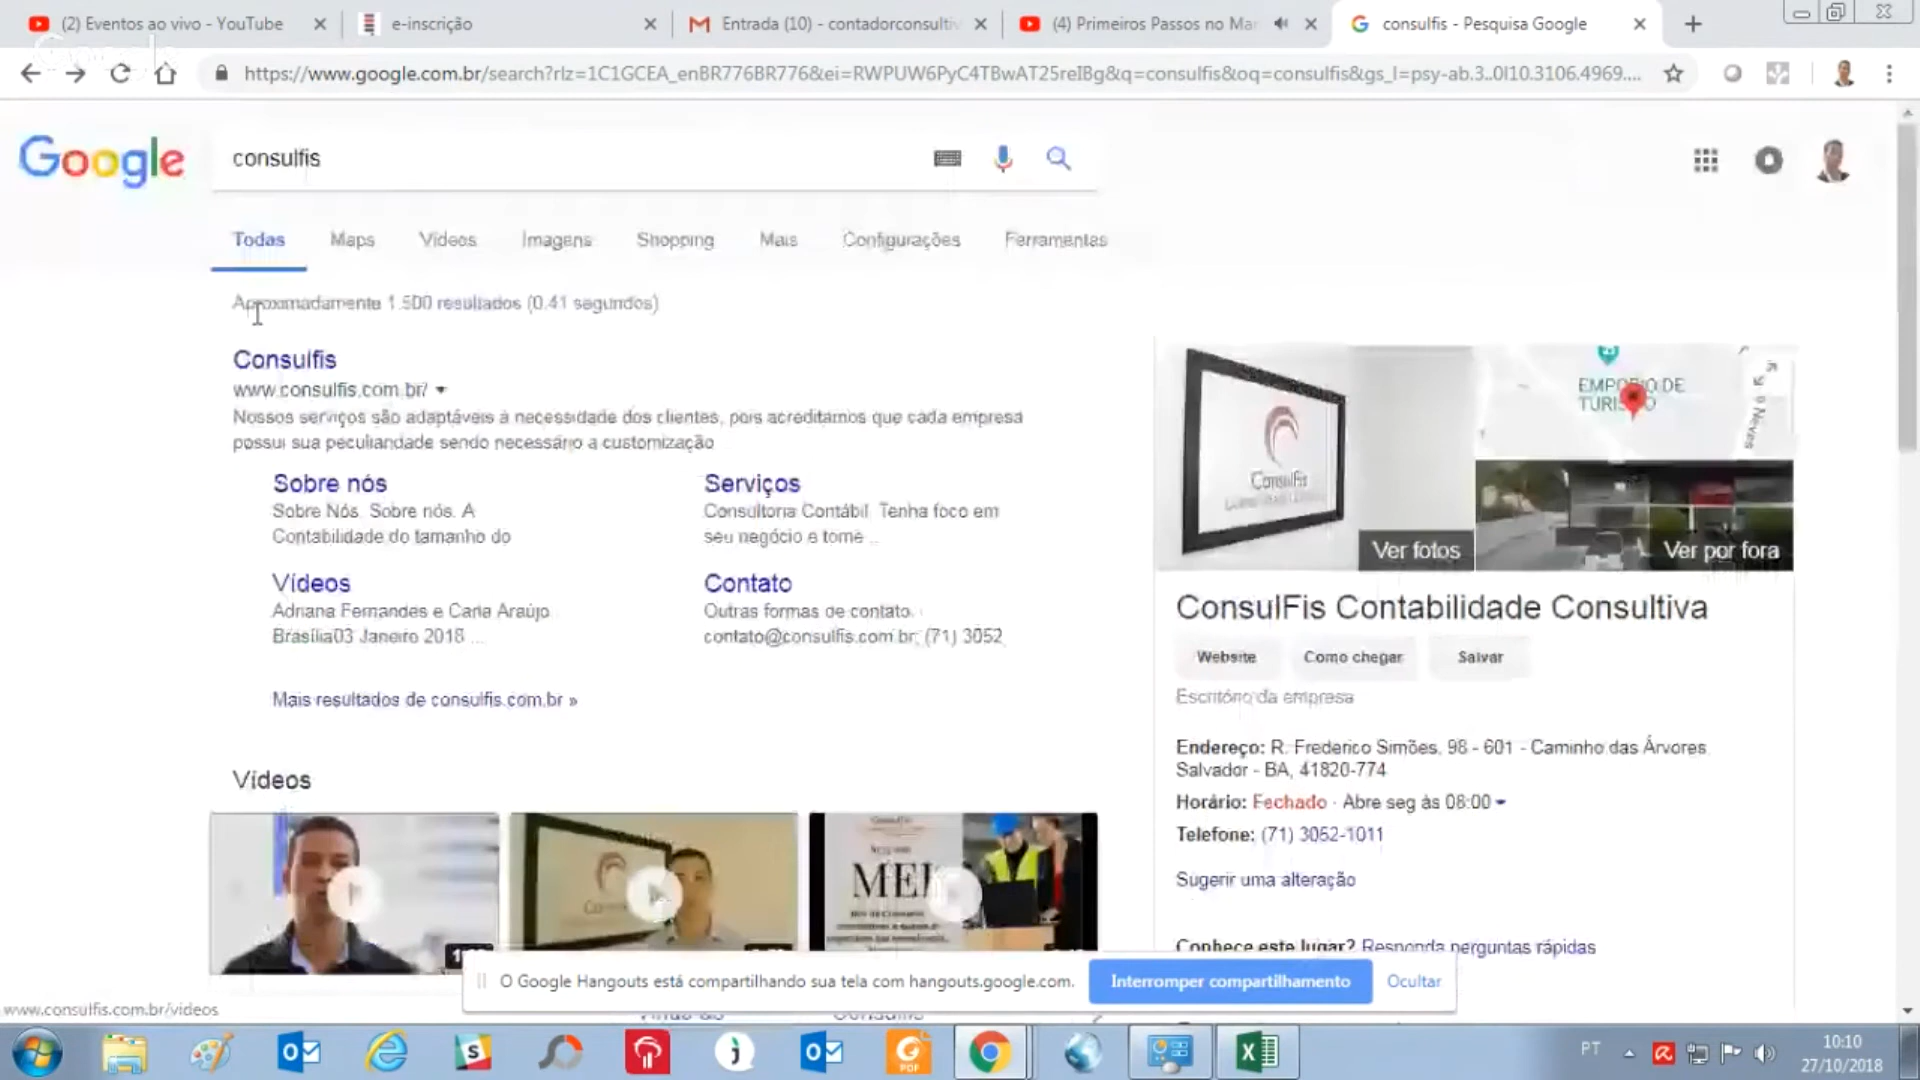 (2) Eventos ao vivo - YouTube
e-inscrição
Entrada (10) - contadorconsultiv
(4) Primeiros Passos no Mar
consulfis - Pesquisa Google
https://www.google.com.br/search?rlz=1C1GCEA_enBR776BR776&ei=RWPUW6PyC4TBwAT25reIBg&q=consulfis&oq=consulfis&gs_l=psy-ab.3..0l10.3106.4969....
Google
consulfis
Todas Maps Vídeos Imagens Shopping Mais Configurações Ferramentas
Aproximadamente 1.500 resultados (0.41 segundos)
Consulfis
www.consulfis.com.br/
Nossos serviços são adaptáveis à necessidade dos clientes, pois acreditamos que cada empresa
possui sua peculiaridade sendo necessário a customização
Sobre nós
Sobre Nós. Sobre nós. A
Contabilidade do tamanho do
Serviços
Consultoria Contábil. Tenha foco em
seu negócio e tome ...
Vídeos
Adriana Fernandes e Carla Araújo
Brasília03 Janeiro 2018 ...
Contato
Outras formas de contato.
contato@consulfis.com.br; (71) 3052
Mais resultados de consulfis.com.br »
Vídeos
Consulfis
MEI
EMPORIO DE
TURISMO
Neves
Consulfis
Ver fotos
Ver por fora
ConsulFis Contabilidade Consultiva
Website Como chegar Salvar
Escritório da empresa
Endereço: R. Frederico Simões, 98 - 601 - Caminho das Árvores
Salvador - BA, 41820-774
Horário: Fechado · Abre seg às 08:00
Telefone: (71) 3052-1011
Sugerir uma alteração
Conhece este lugar? Responda perguntas rápidas
O Google Hangouts está compartilhando sua tela com hangouts.google.com.
Interromper compartilhamento
Ocultar
www.consulfis.com.br/videos
PT
10:10
27/10/2018